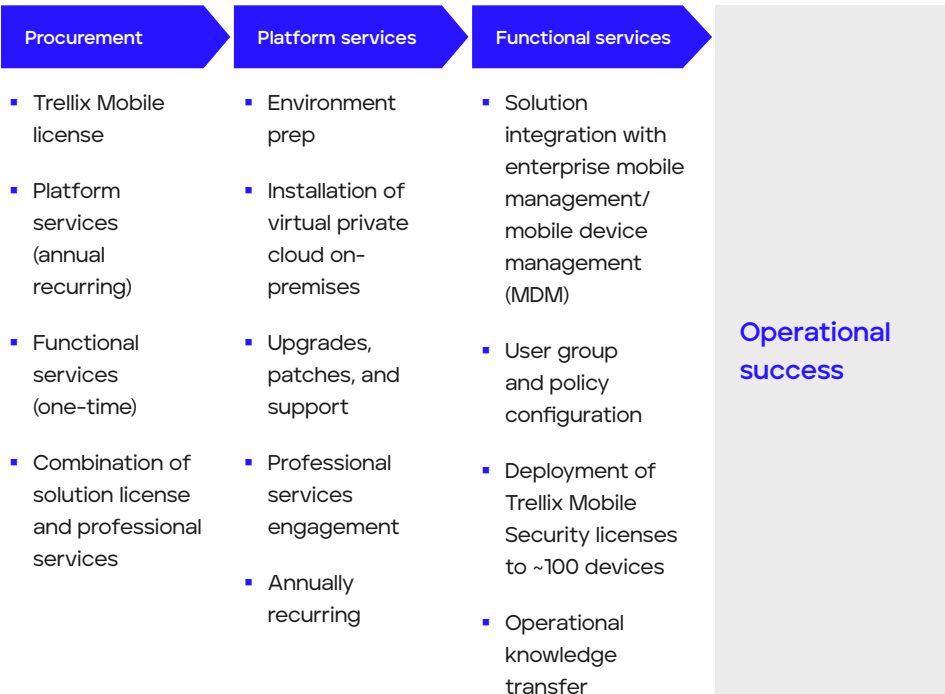 Procurement
Trellix Mobile
license
Platform
services
(annual
recurring)
Functional
services
(one-time)
Combination of
solution license
and professional
services
Platform services
Environment
prep
Installation of
virtual private
cloud on-
premises
Upgrades,
patches, and
support
Professional
services
engagement
Annually
recurring
Functional services
Solution
integration with
enterprise mobile
management/
mobile device
management
(MDM)
User group
and policy
configuration
Deployment of
Trellix Mobile
Security licenses
to ~100 devices
Operational
knowledge
transfer
Operational
success